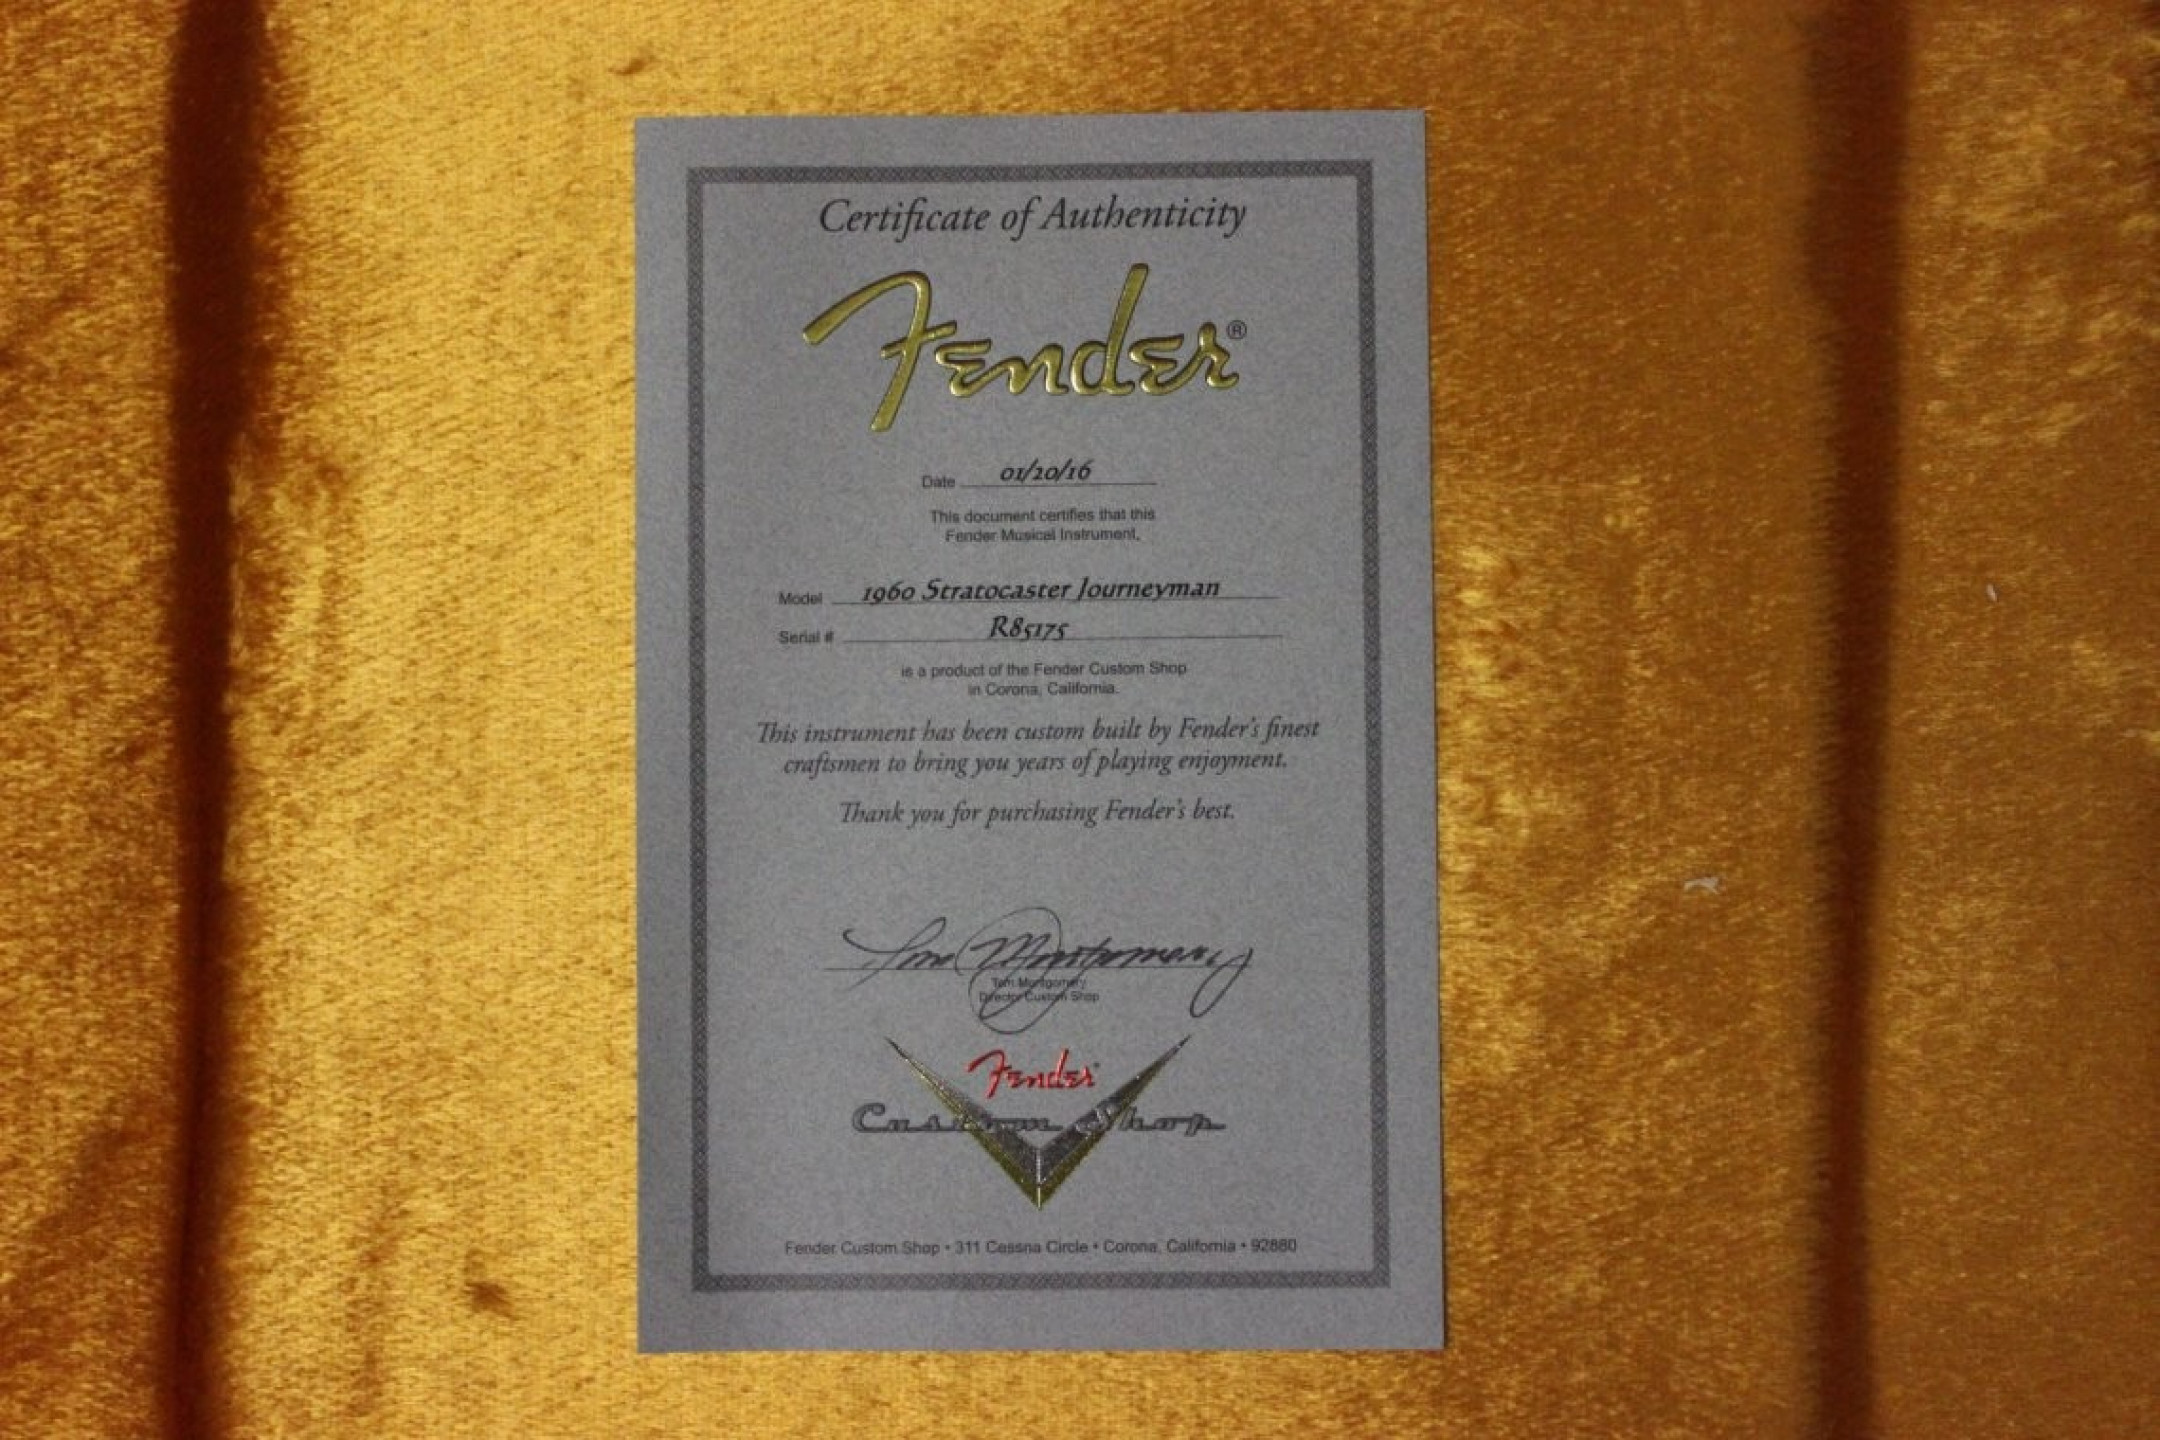 Certificate of Authenticity
Fender®
Date 01/20/16
This document certifies that this
Fender Musical Instrument,
Model 1960 Stratocaster Journeyman
Serial # R85175
is a product of the Fender Custom Shop
in Corona, California.
This instrument has been custom built by Fender's finest
craftsmen to bring you years of playing enjoyment.
Thank you for purchasing Fender's best.
Tom Montgomery
Tom Montgomery
Director Custom Shop
Fender
Custom Shop
Fender Custom Shop • 311 Cessna Circle • Corona, California • 92880